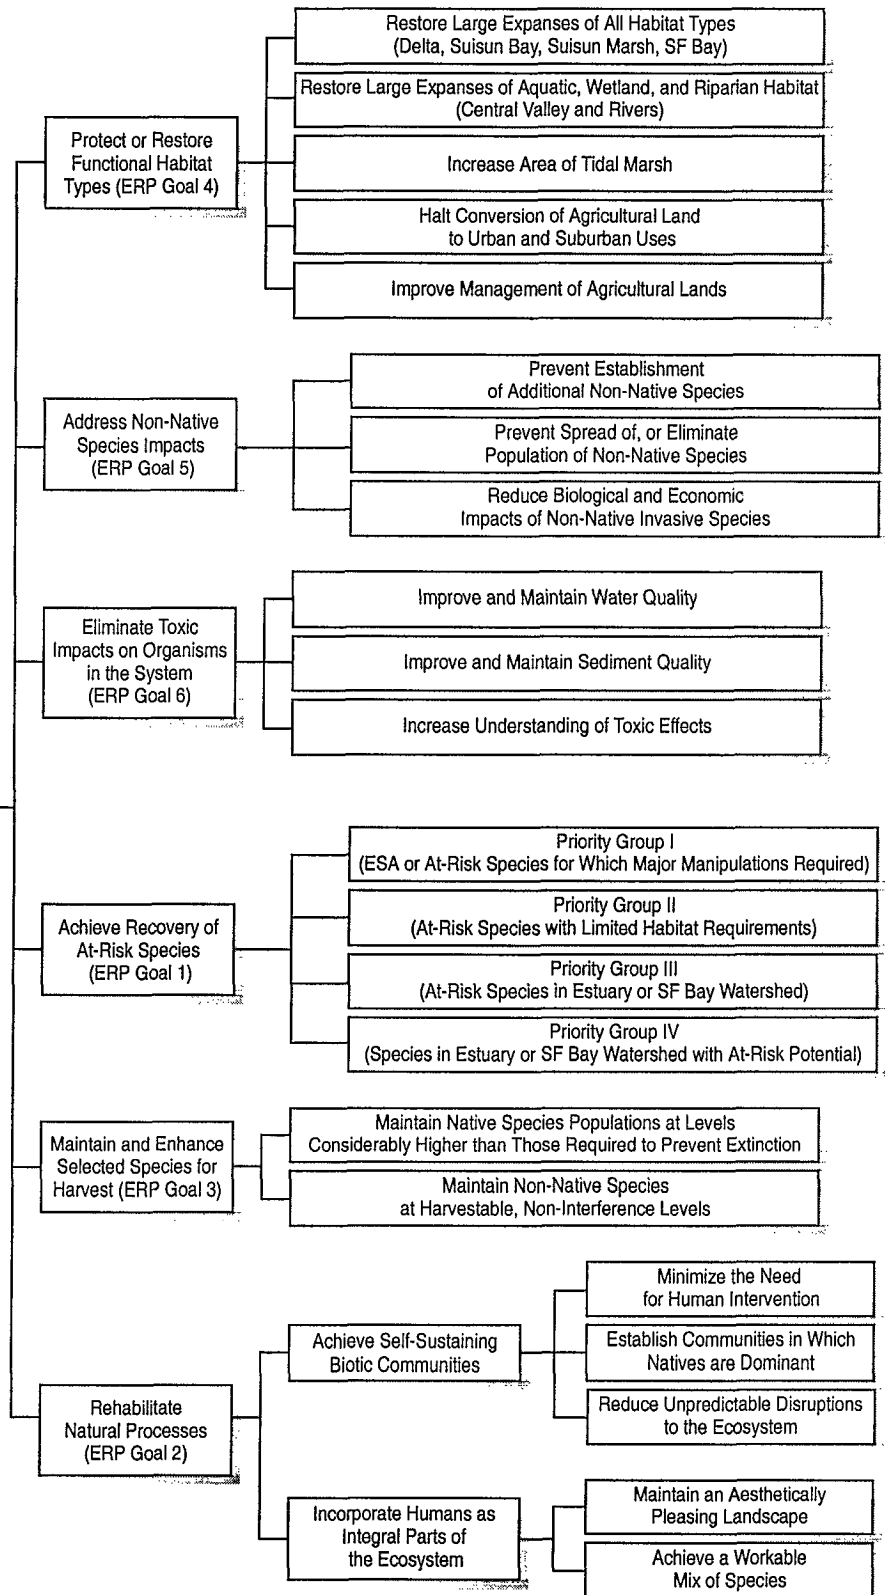 Protect or Restore
Functional Habitat
Types (ERP Goal 4)
Restore Large Expanses of All Habitat Types
(Delta, Suisun Bay, Suisun Marsh, SF Bay)
Restore Large Expanses of Aquatic, Wetland, and Riparian Habitat
(Central Valley and Rivers)
Increase Area of Tidal Marsh
Halt Conversion of Agricultural Land
to Urban and Suburban Uses
Improve Management of Agricultural Lands
Address Non-Native
Species Impacts
(ERP Goal 5)
Prevent Establishment
of Additional Non-Native Species
Prevent Spread of, or Eliminate
Population of Non-Native Species
Reduce Biological and Economic
Impacts of Non-Native Invasive Species
Eliminate Toxic
Impacts on Organisms
in the System
(ERP Goal 6)
Improve and Maintain Water Quality
Improve and Maintain Sediment Quality
Increase Understanding of Toxic Effects
Achieve Recovery of
At-Risk Species
(ERP Goal 1)
Priority Group I
(ESA or At-Risk Species for Which Major Manipulations Required)
Priority Group II
(At-Risk Species with Limited Habitat Requirements)
Priority Group III
(At-Risk Species in Estuary or SF Bay Watershed)
Priority Group IV
(Species in Estuary or SF Bay Watershed with At-Risk Potential)
Maintain and Enhance
Selected Species for
Harvest (ERP Goal 3)
Maintain Native Species Populations at Levels
Considerably Higher than Those Required to Prevent Extinction
Maintain Non-Native Species
at Harvestable, Non-Interference Levels
Rehabilitate
Natural Processes
(ERP Goal 2)
Achieve Self-Sustaining
Biotic Communities
Minimize the Need
for Human Intervention
Establish Communities in Which
Natives are Dominant
Reduce Unpredictable Disruptions
to the Ecosystem
Incorporate Humans as
Integral Parts of
the Ecosystem
Maintain an Aesthetically
Pleasing Landscape
Achieve a Workable
Mix of Species